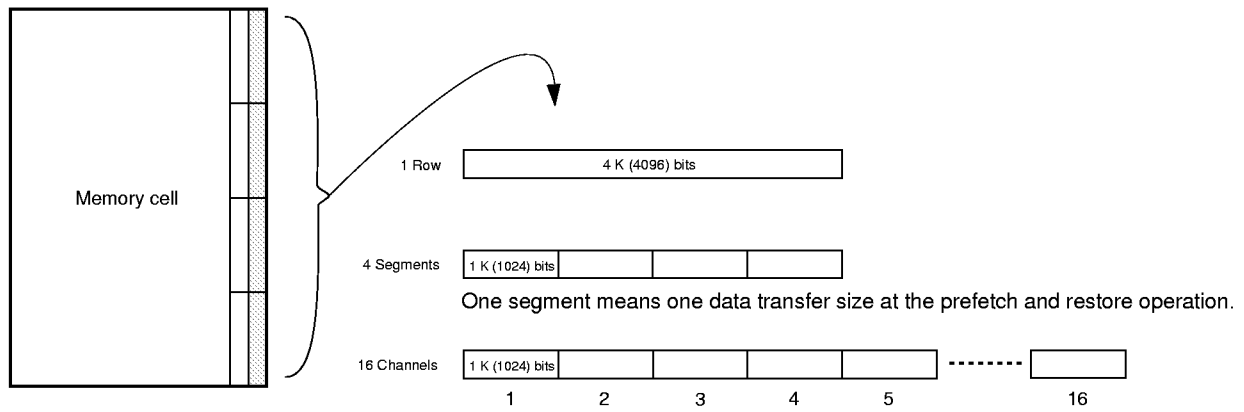 Memory cell
1 Row
4 K (4096) bits
4 Segments
1 K (1024) bits
One segment means one data transfer size at the prefetch and restore operation.
16 Channels
1 K (1024) bits
1 2 3 4 5 16